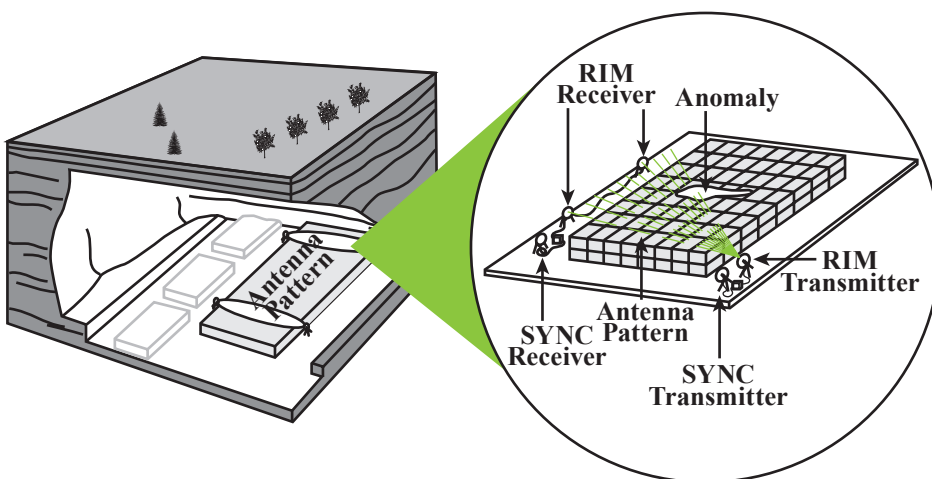 Antenna
Pattern
RIM
Receiver
Anomaly
RIM
Transmitter
Antenna
Pattern
SYNC
Receiver
SYNC
Transmitter